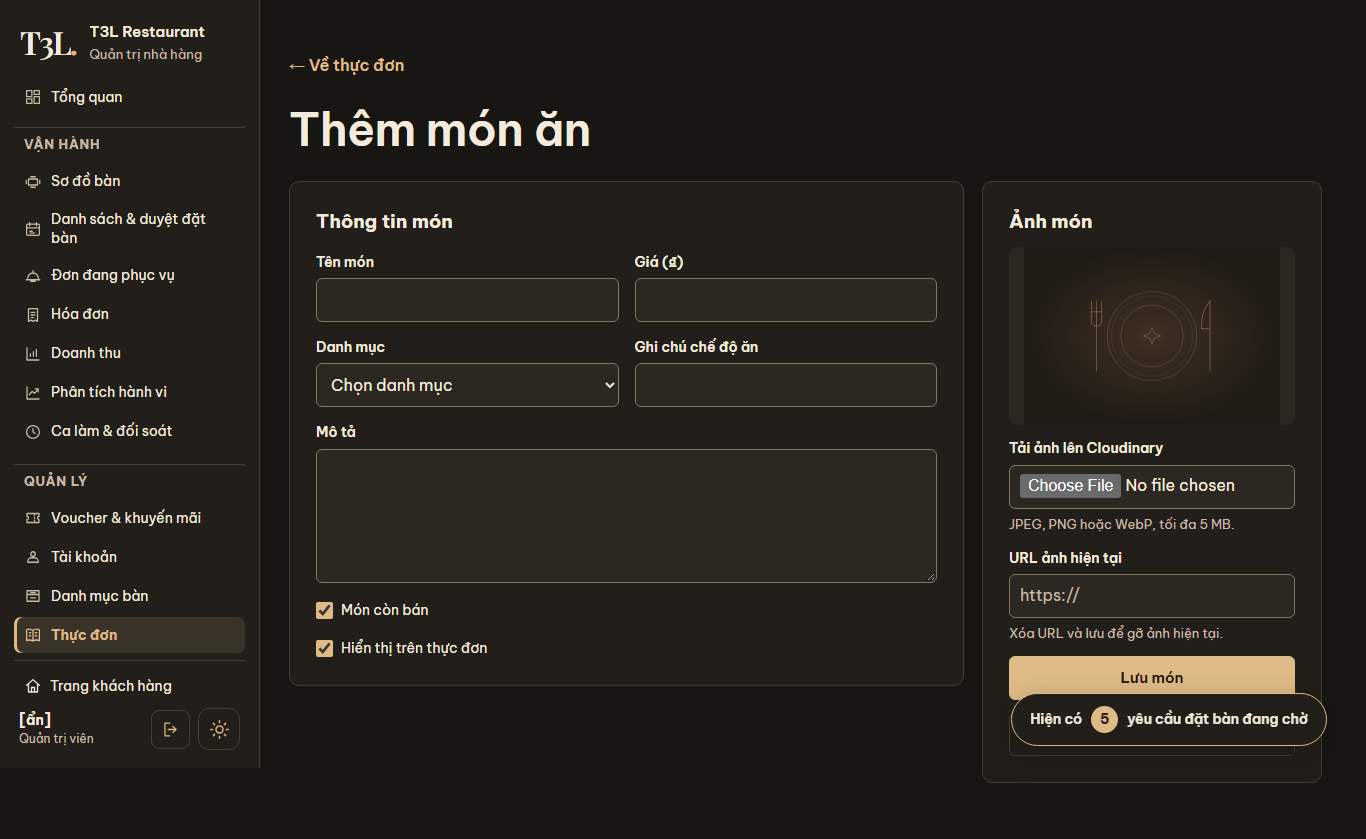 T3L.
T3L Restaurant
Quản trị nhà hàng
Tổng quan
VẬN HÀNH
Sơ đồ bàn
Danh sách & duyệt đặt
bàn
Đơn đang phục vụ
Hóa đơn
Doanh thu
Phân tích hành vi
Ca làm & đối soát
QUẢN LÝ
Voucher & khuyến mãi
Tài khoản
Danh mục bàn
Thực đơn
Trang khách hàng
[ẩn]
Quản trị viên
← Về thực đơn
Thêm món ăn
Thông tin món
Tên món
Giá (₫)
Danh mục
Ghi chú chế độ ăn
Chọn danh mục
Mô tả
Món còn bán
Hiển thị trên thực đơn
Ảnh món
Tải ảnh lên Cloudinary
Choose File No file chosen
JPEG, PNG hoặc WebP, tối đa 5 MB.
URL ảnh hiện tại
https://
Xóa URL và lưu để gỡ ảnh hiện tại.
Lưu món
Hiện có 5 yêu cầu đặt bàn đang chờ